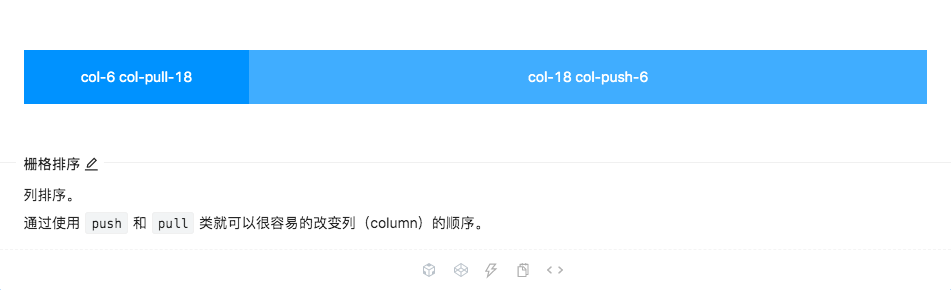 col-6 col-pull-18
col-18 col-push-6
栅格排序
列排序。
通过使用 push 和 pull 类就可以很容易的改变列（column）的顺序。